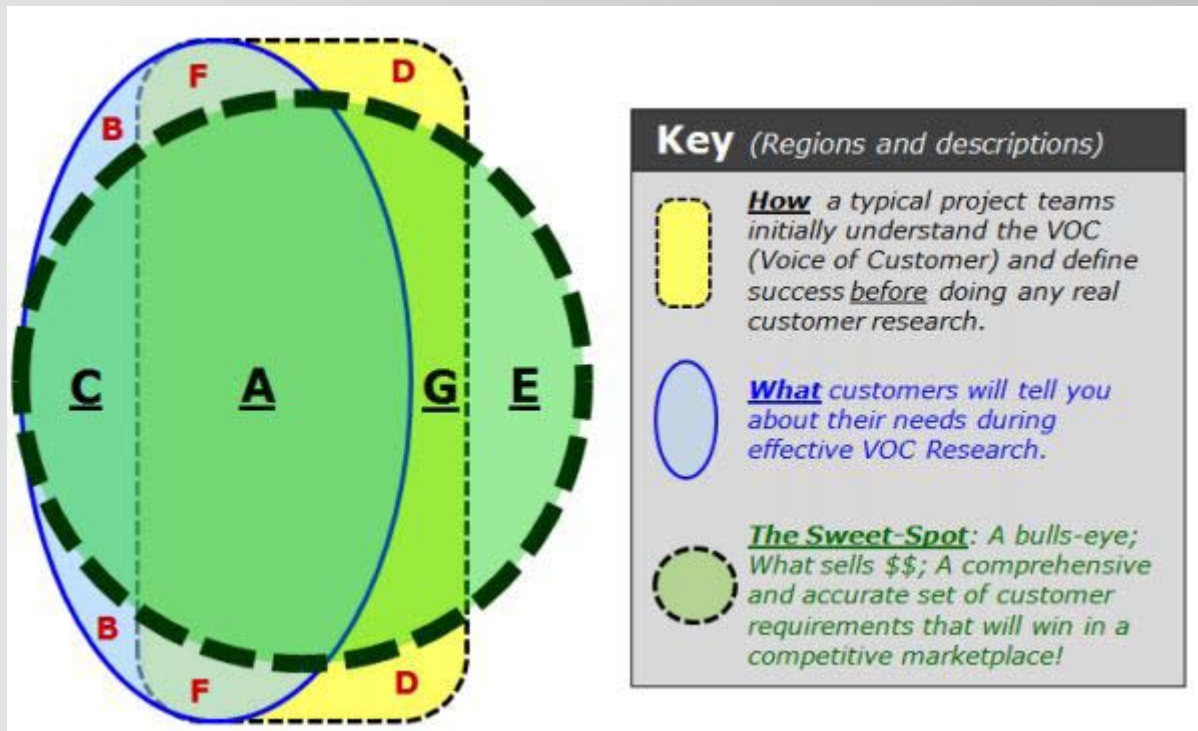 F
D
B
C
A
G
E
B
F
D
Key (Regions and descriptions)
How a typical project teams
initially understand the VOC
(Voice of Customer) and define
success before doing any real
customer research.
What customers will tell you
about their needs during
effective VOC Research.
The Sweet-Spot: A bulls-eye;
What sells $$; A comprehensive
and accurate set of customer
requirements that will win in a
competitive marketplace!